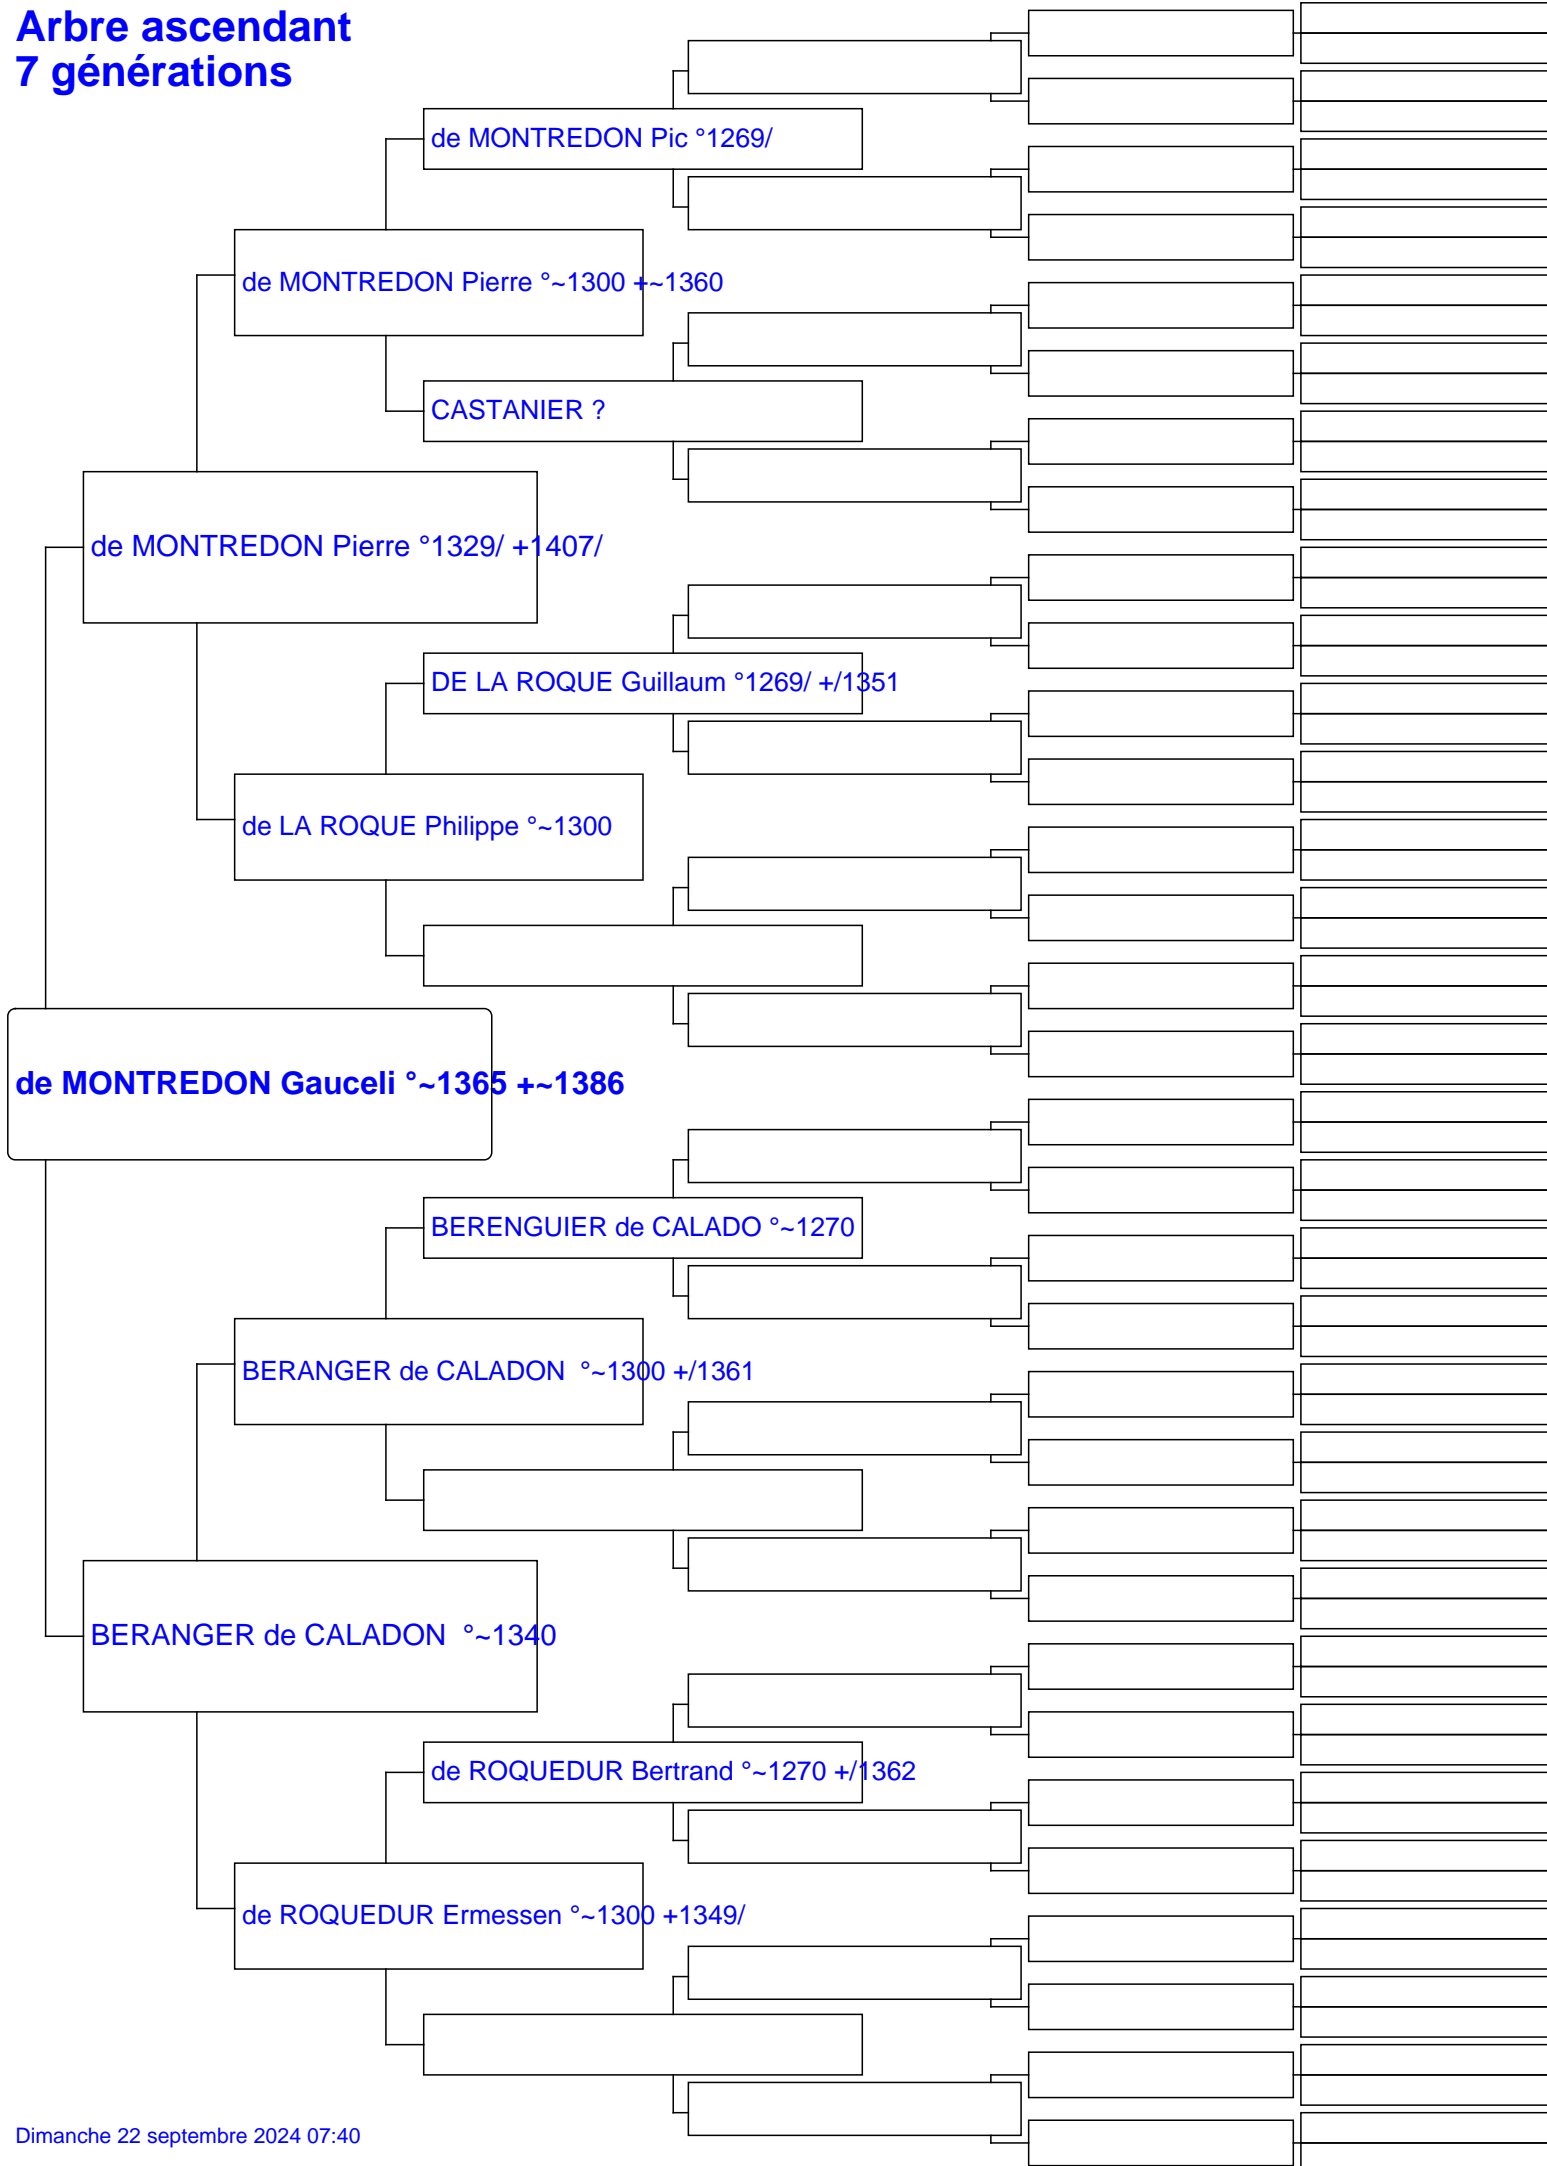 Arbre ascendant
7 générations
de MONTREDON Pic °1269/
de MONTREDON Pierre °~1300 +~1360
CASTANIER ?
de MONTREDON Pierre °1329/ +1407/
DE LA ROQUE Guillaum °1269/ +/1351
de LA ROQUE Philippe °~1300
de MONTREDON Gauceli °~1365 +~1386
BERENGUIER de CALADO °~1270
BERANGER de CALADON  °~1300 +/1361
BERANGER de CALADON  °~1340
de ROQUEDUR Bertrand °~1270 +/1362
de ROQUEDUR Ermessen °~1300 +1349/
Dimanche 22 septembre 2024 07:40